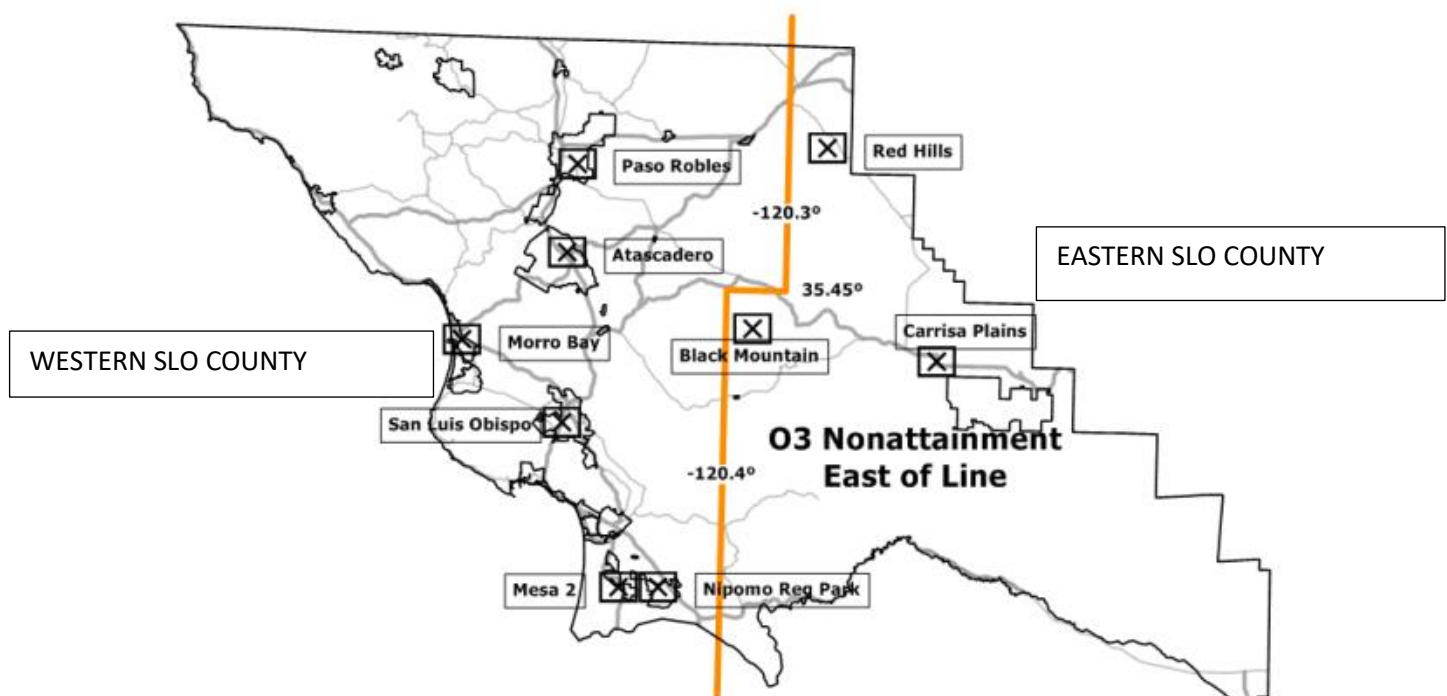 Red Hills
Paso Robles
-120.3º
Atascadero
EASTERN SLO COUNTY
35.45º
Carrisa Plains
Morro Bay
Black Mountain
WESTERN SLO COUNTY
San Luis Obispo
O3 Nonattainment
East of Line
-120.4º
Mesa 2
Nipomo Reg Park